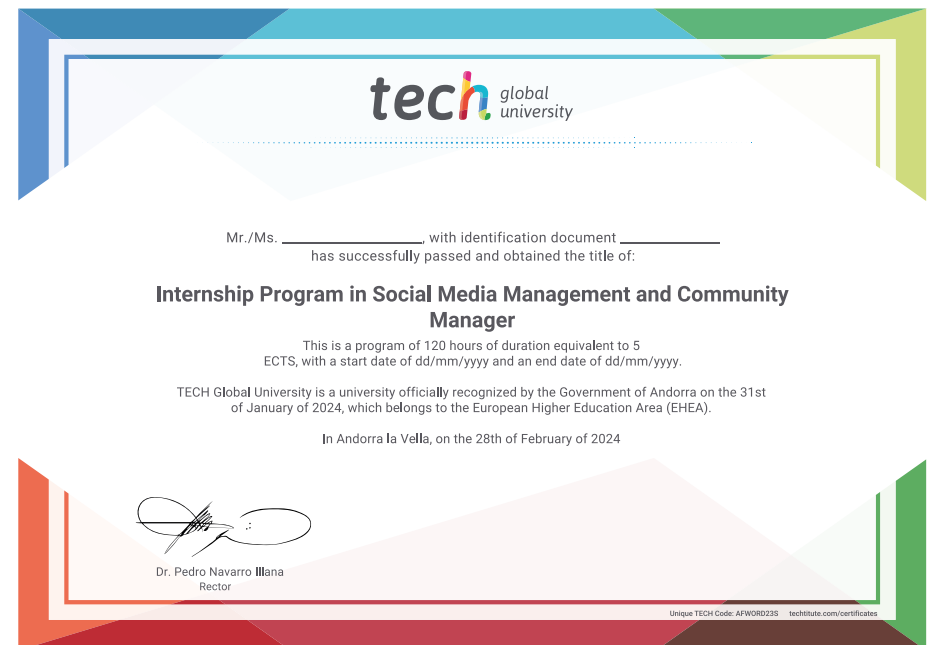 tech global university
Mr./Ms. ____________________, with identification document ______________
has successfully passed and obtained the title of:
Internship Program in Social Media Management and Community
Manager
This is a program of 120 hours of duration equivalent to 5
ECTS, with a start date of dd/mm/yyyy and an end date of dd/mm/yyyy.
TECH Global University is a university officially recognized by the Government of Andorra on the 31st
of January of 2024, which belongs to the European Higher Education Area (EHEA).
In Andorra la Vella, on the 28th of February of 2024
Dr. Pedro Navarro Illana
Rector
Unique TECH Code: AFWORD23S techtitute.com/certificates